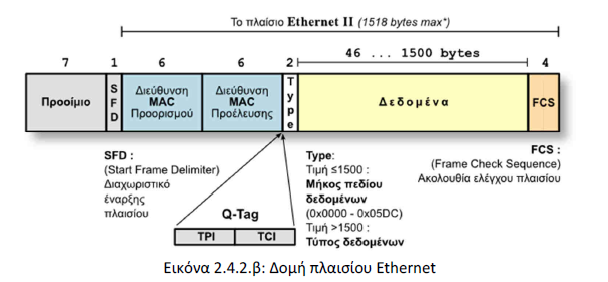 Το πλαίσιο Ethernet II (1518 bytes max*)
7 1 6 6 2 46 ... 1500 bytes 4
Προοίμιο
SFD
Διεύθυνση
MAC
Προορισμού
Διεύθυνση
MAC
Προέλευσης
Type
Δεδομένα
FCS
SFD :
(Start Frame Delimiter)
Διαχωριστικό
έναρξης
πλαισίου
Q-Tag
TPI TCI
Type:
Τιμή ≤1500 :
Μήκος πεδίου
δεδομένων
(0x0000 - 0x05DC)
Τιμή >1500 :
Τύπος δεδομένων
FCS :
(Frame Check Sequence)
Ακολουθία ελέγχου πλαισίου
Εικόνα 2.4.2.β: Δομή πλαισίου Ethernet